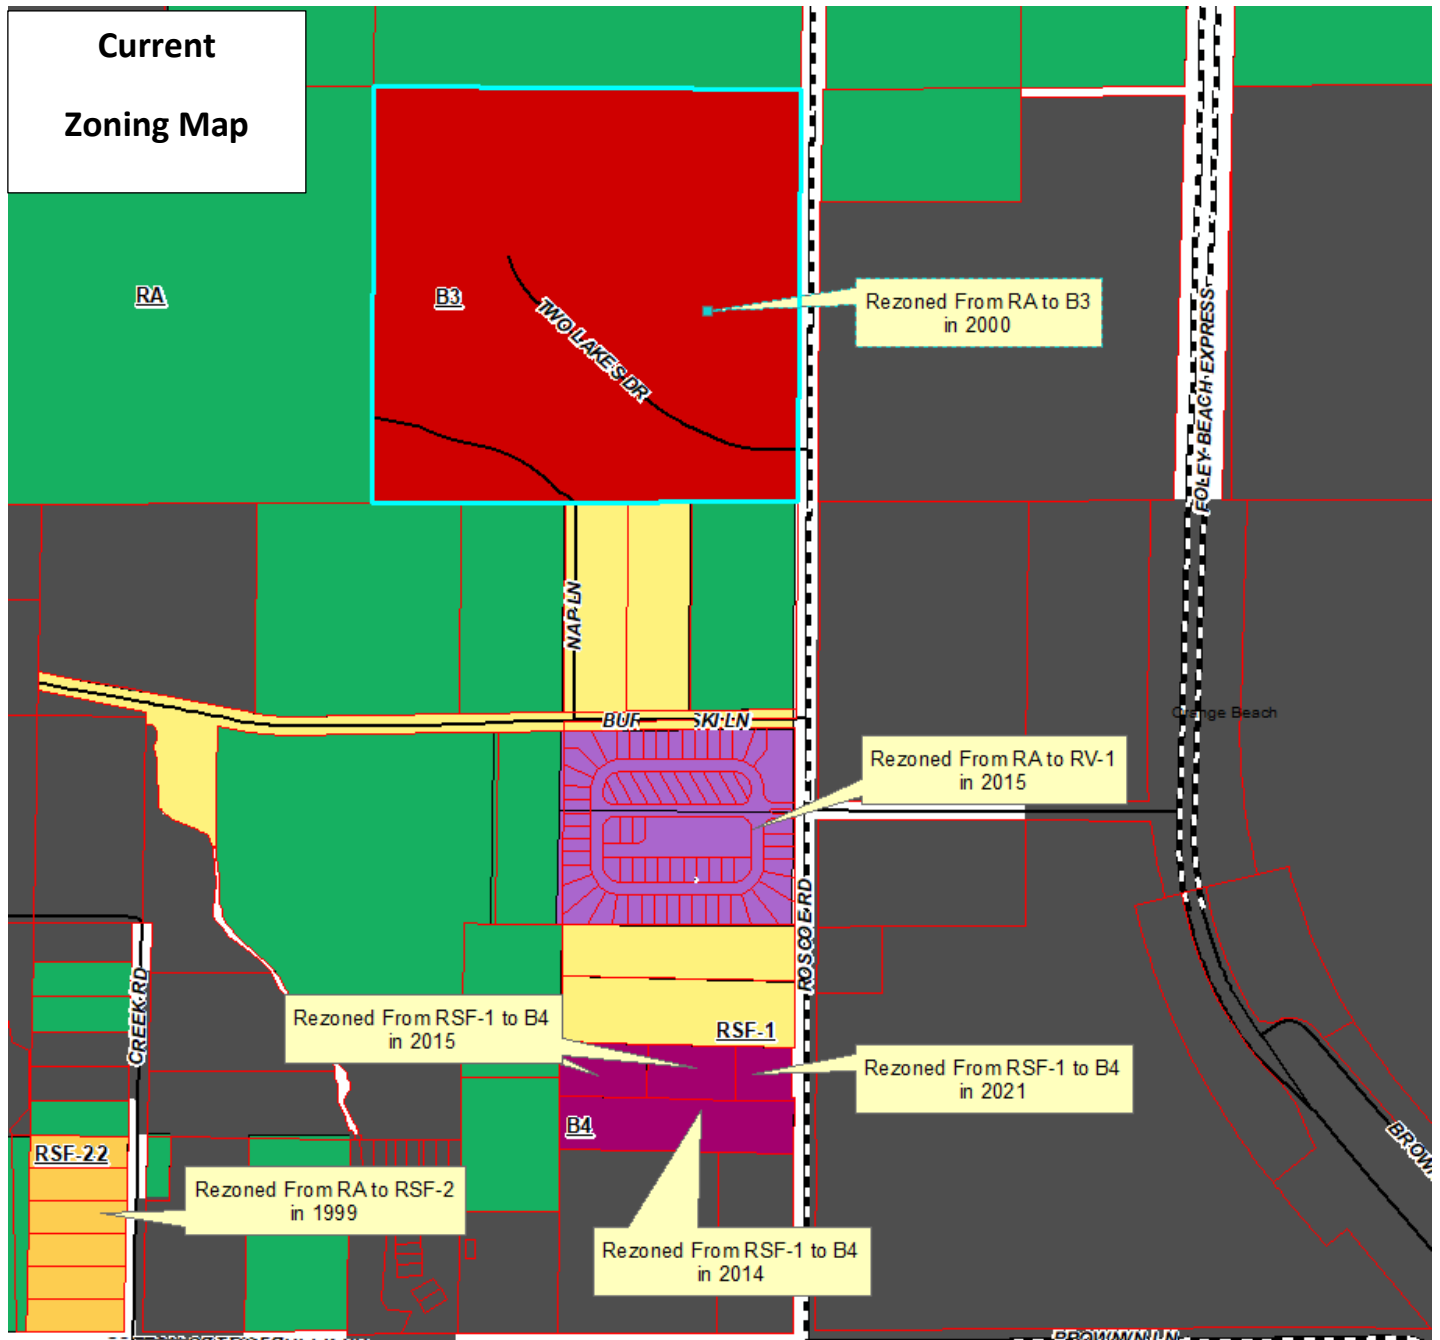 Current
Zoning Map
RA
B3
TWO LAKES DR
Rezoned From RA to B3
in 2000
FOLEY BEACH EXPRESS
NAP LN
Orange Beach
SKI LN
Rezoned From RA to RV-1
in 2015
ROSCOE RD
CREEK RD
Rezoned From RSF-1 to B4
in 2015
RSF-1
Rezoned From RSF-1 to B4
in 2021
B4
RSF-22
Rezoned From RA to RSF-2
in 1999
Rezoned From RSF-1 to B4
in 2014